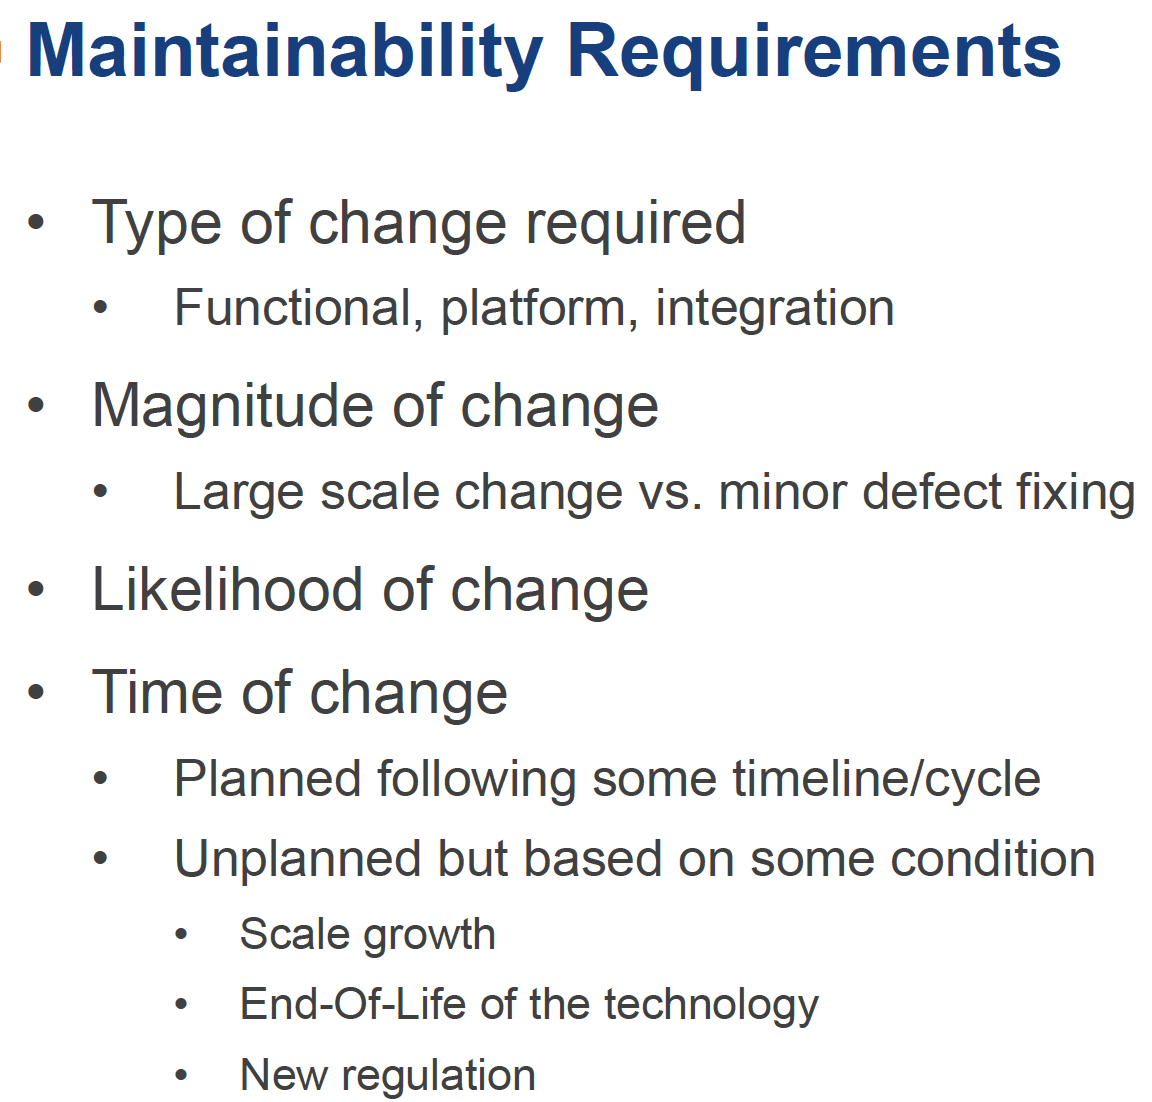 Maintainability Requirements
• Type of change required
• Functional, platform, integration
• Magnitude of change
• Large scale change vs. minor defect fixing
• Likelihood of change
• Time of change
• Planned following some timeline/cycle
• Unplanned but based on some condition
• Scale growth
• End-Of-Life of the technology
• New regulation